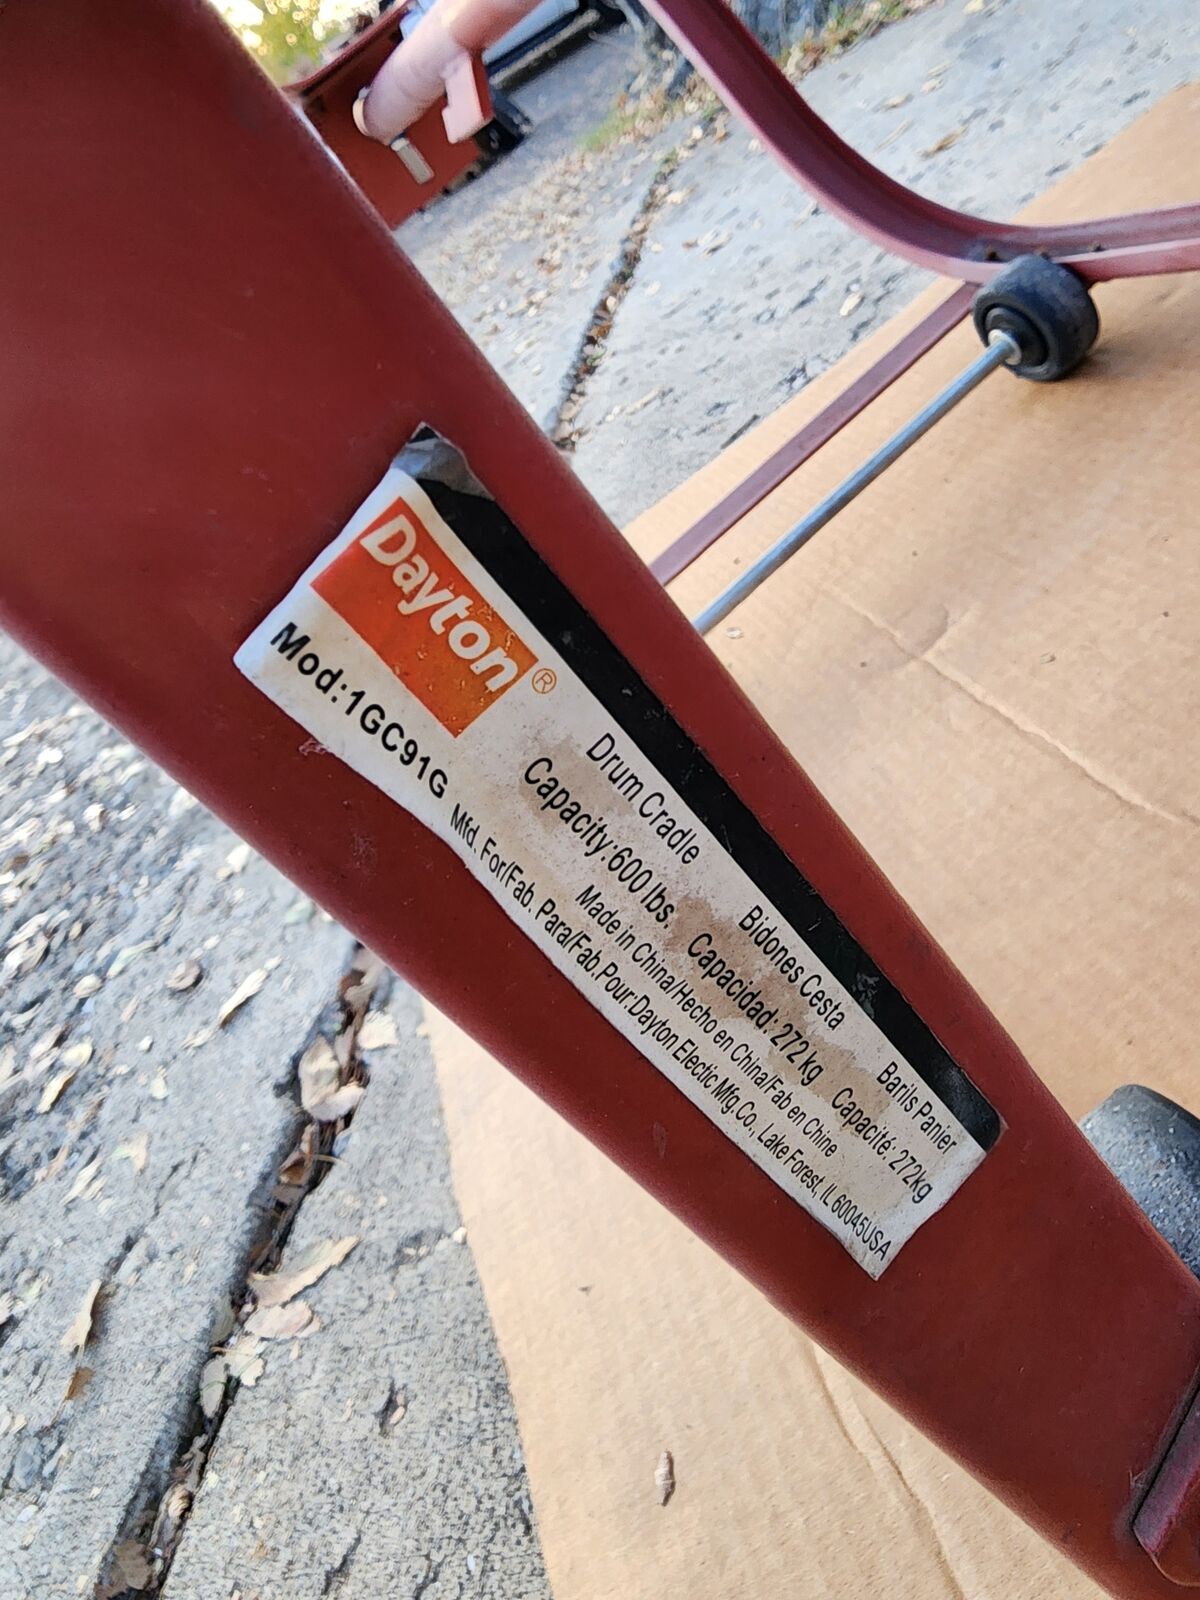 Dayton®
Mod:1GC91G
Drum Cradle Bidones Cesta Barils Panier
Capacity:600 lbs. Capacidad: 272 kg Capacité: 272kg
Made in China/Hecho en China/Fab en Chine
Mfd. For/Fab. Para/Fab.Pour:Dayton Electic Mfg.Co., Lake Forest, IL 60045USA